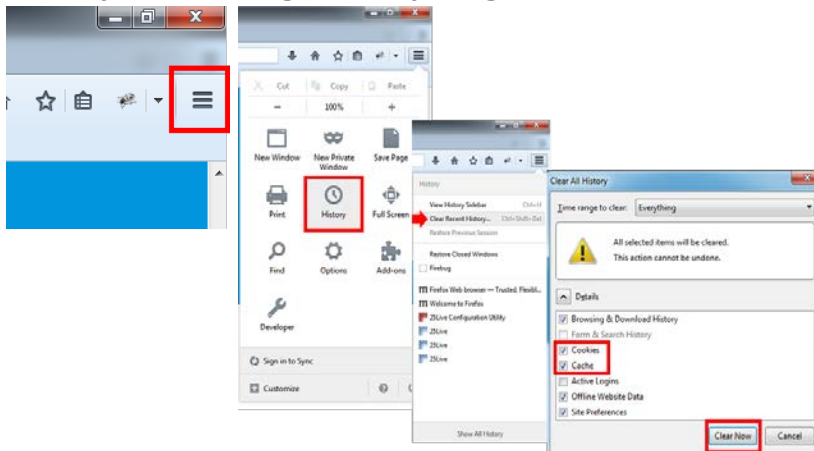 Cut Copy Paste
− 100% +
New Window New Private Window Save Page
Print History Full Screen
Find Options Add-ons
Developer
Sign in to Sync
Customize
History
View History Sidebar Ctrl+H
Clear Recent History... Ctrl+Shift+Del
Restore Previous Session
Restore Closed Windows
Firebug
Firefox Web browser — Trusted. Flexibl...
Welcome to Firefox
25Live Configuration Utility
25Live
25Live
25Live
Show All History
Clear All History
Time range to clear: Everything
All selected items will be cleared.
This action cannot be undone.
Details
Browsing & Download History
Form & Search History
Cookies
Cache
Active Logins
Offline Website Data
Site Preferences
Clear Now Cancel